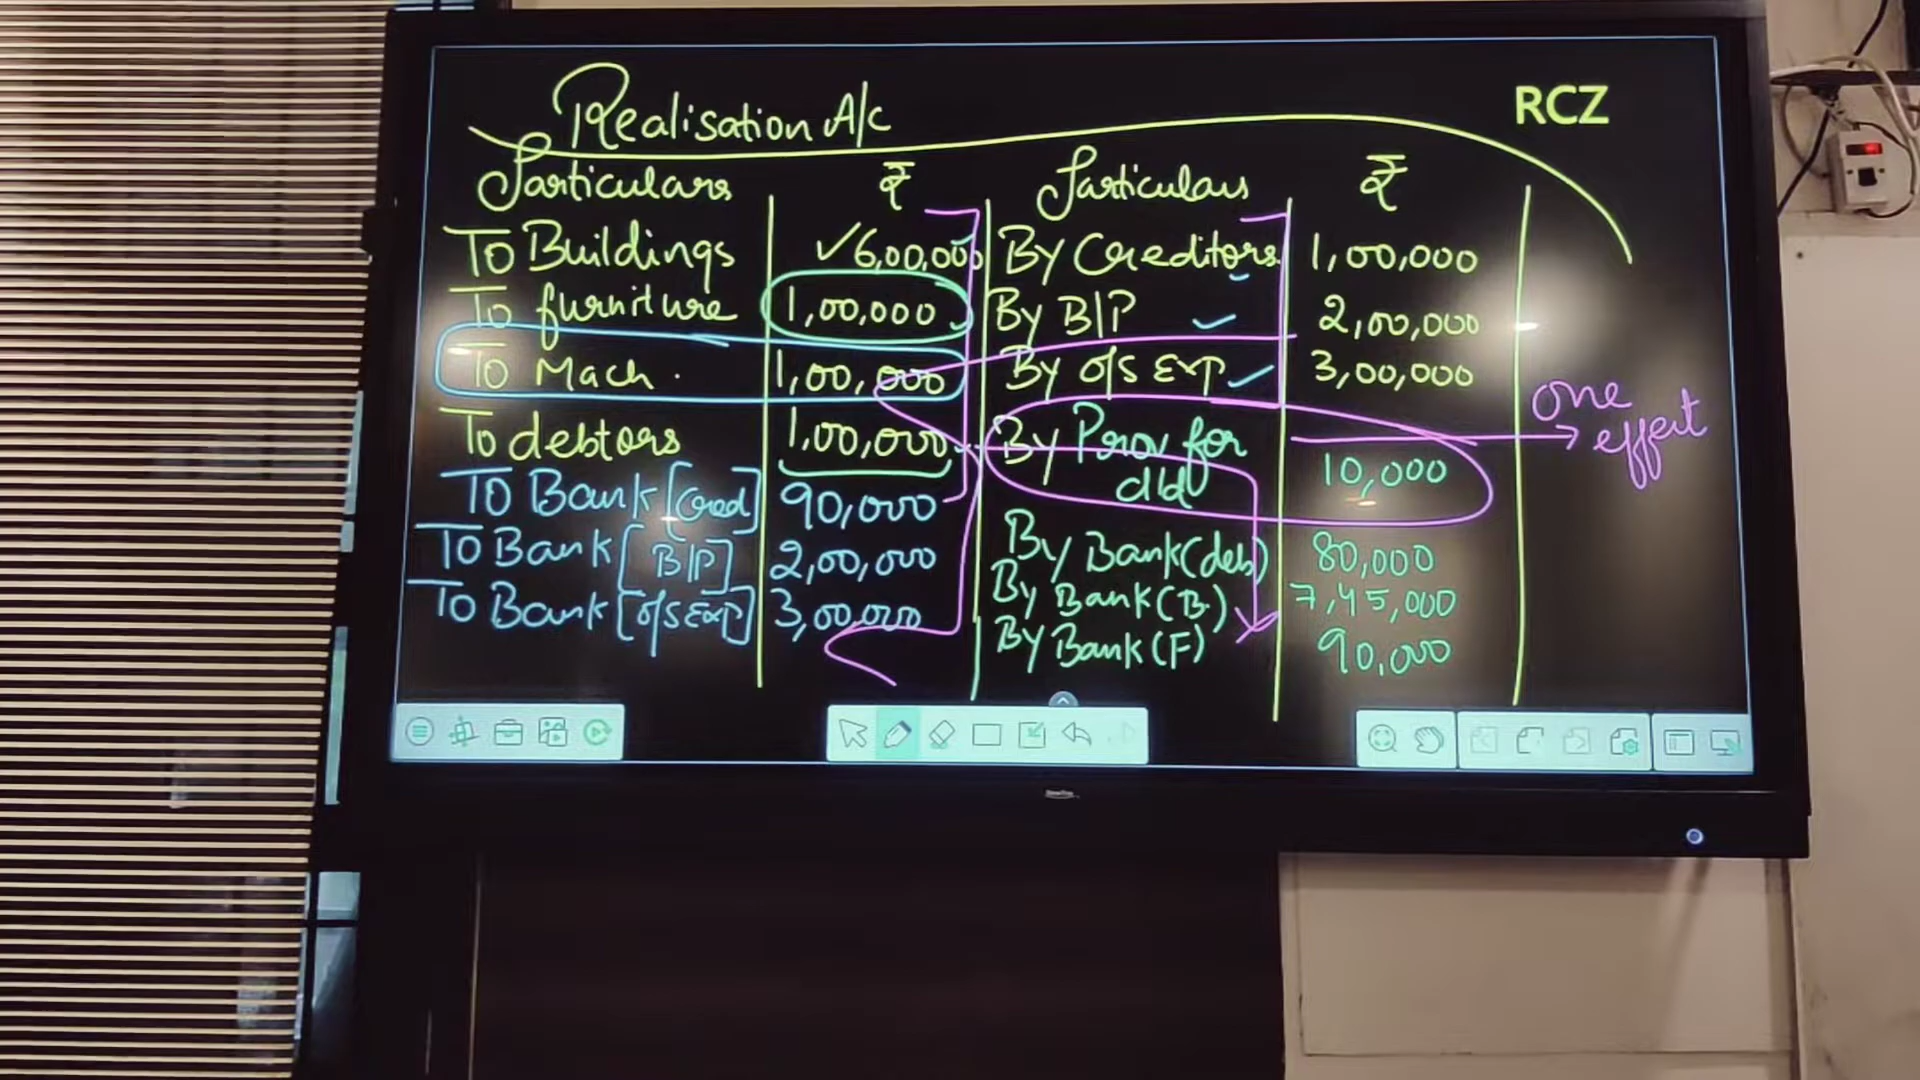 Realisation A/c
RCZ
Particulars ₹ Particulars ₹
To Buildings ✓6,00,000 By Creditors 1,00,000
To furniture 1,00,000 By B/P ✓ 2,00,000
To Mach. 1,00,000 By o/s Exp ✓ 3,00,000
To debtors 1,00,000 By Prov for
d/d 10,000
one
effect
To Bank [Cred] 90,000 By Bank (deb) 80,000
To Bank [B/P] 2,00,000 By Bank (B.) 7,45,000
To Bank [o/s Exp] 3,00,000 By Bank (F) 90,000